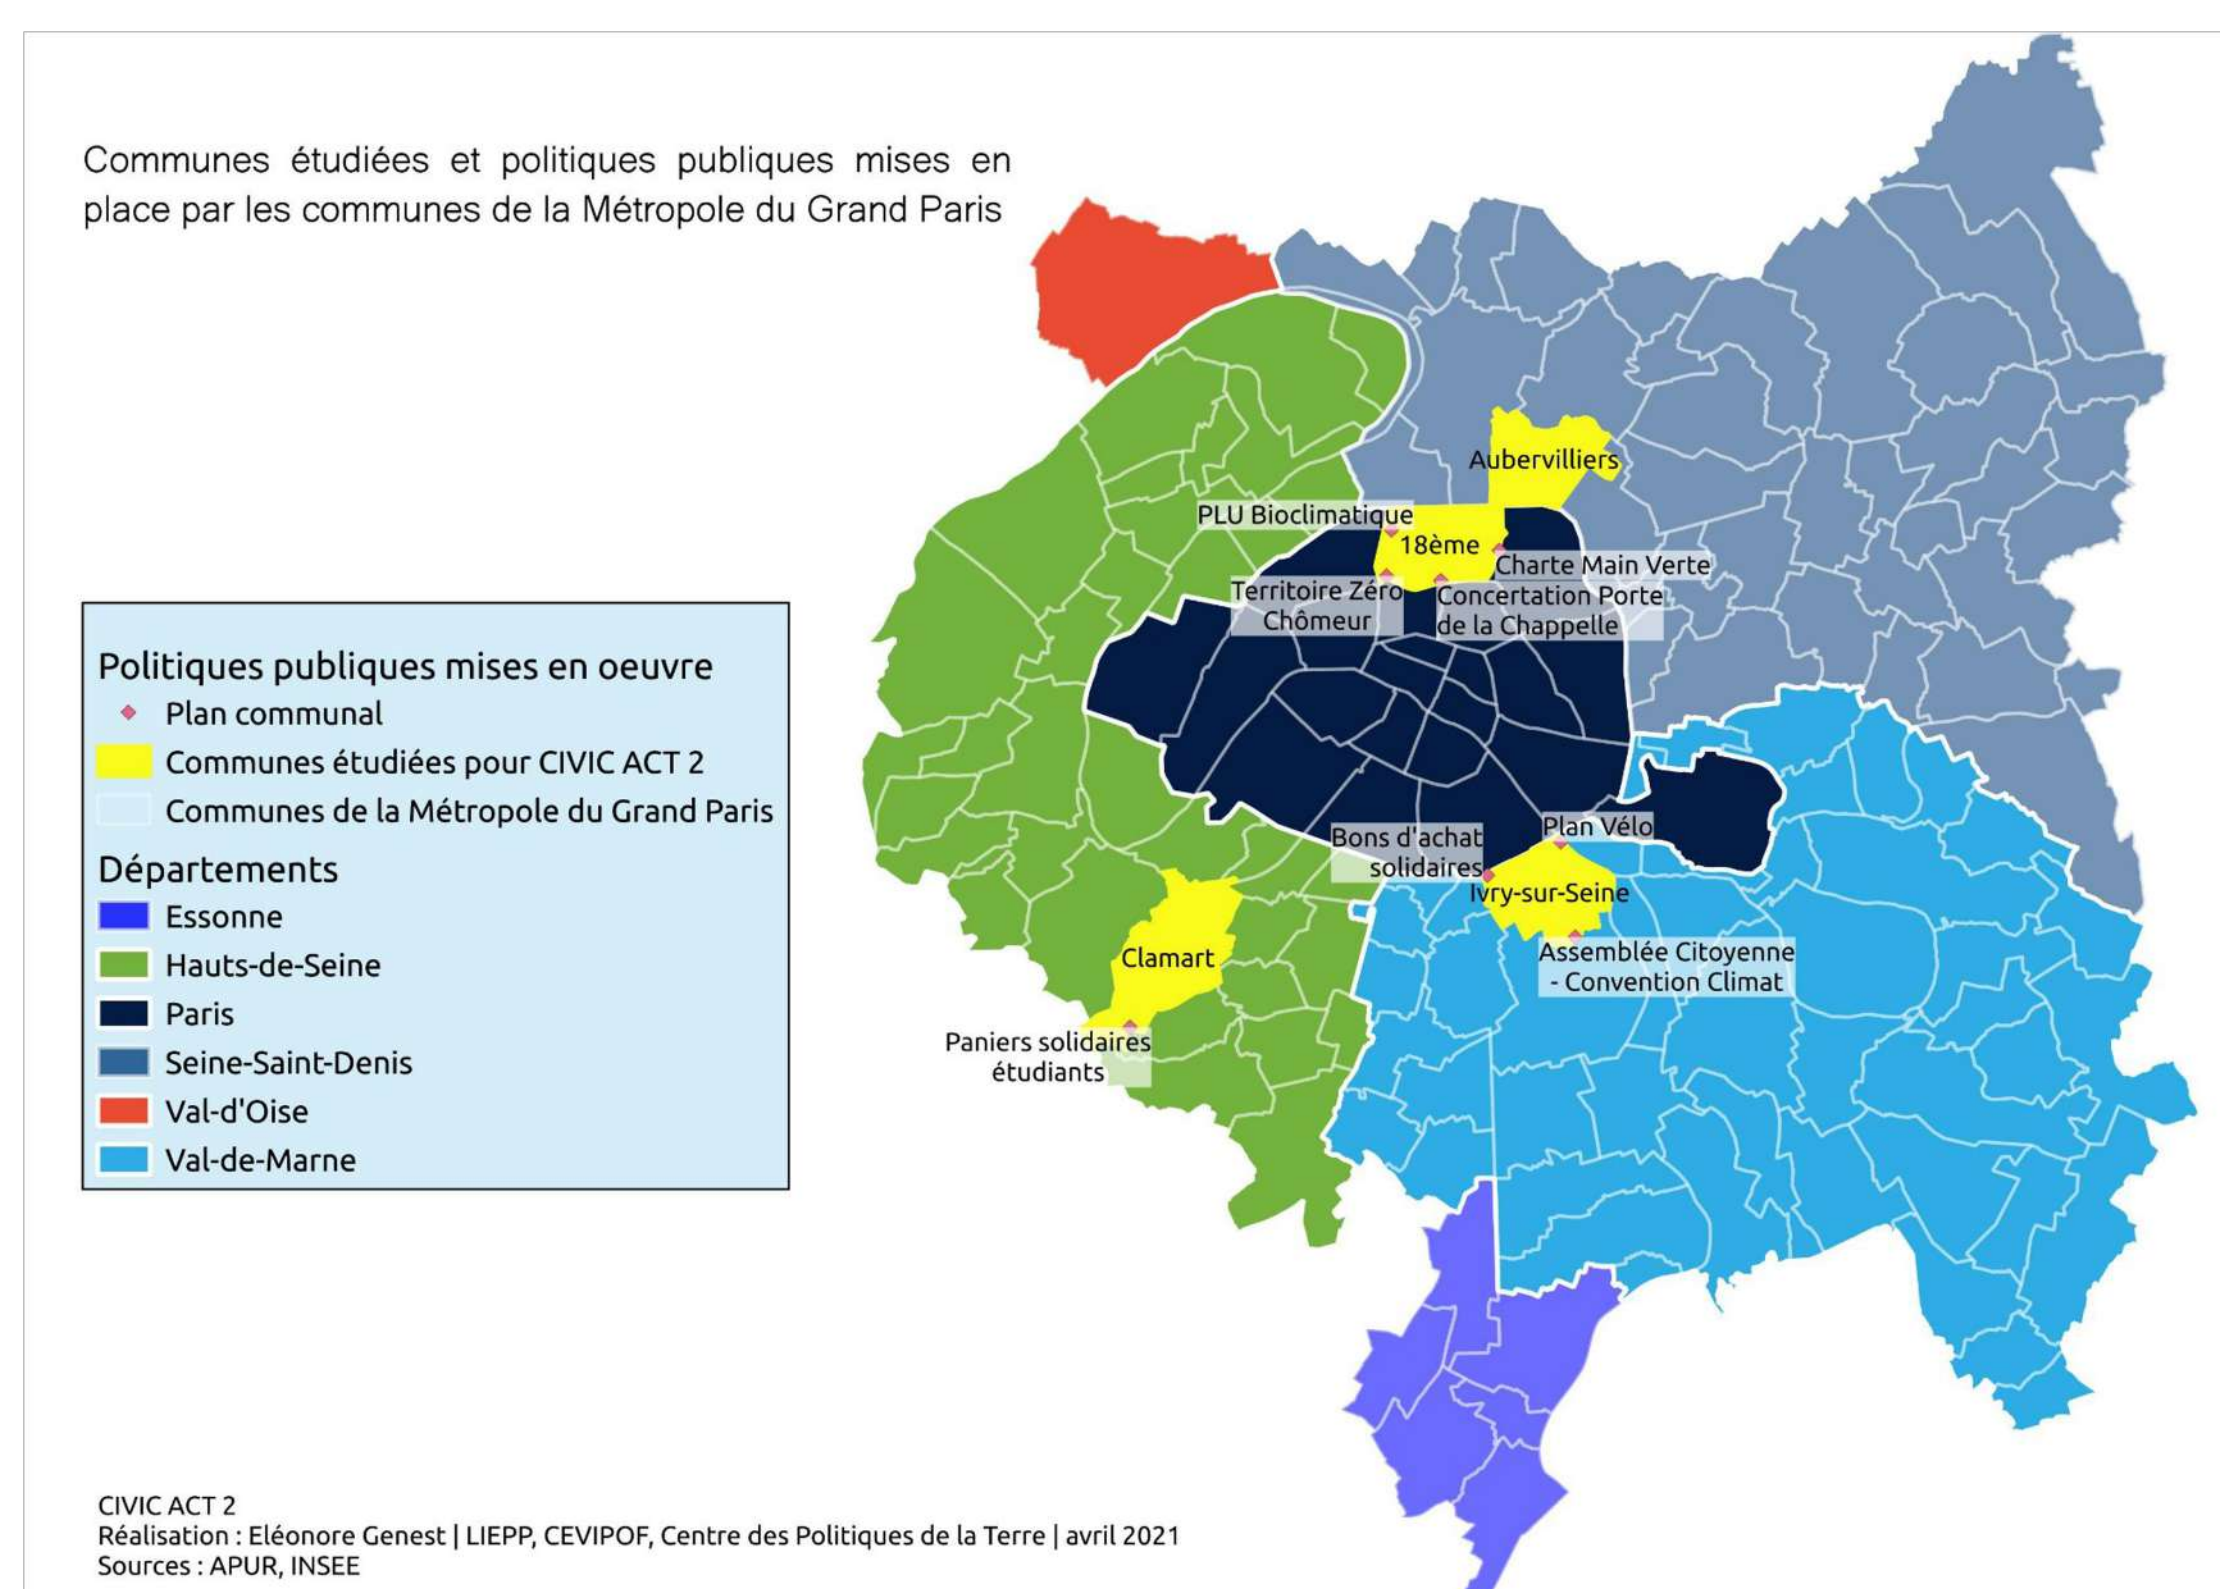 Communes étudiées et politiques publiques mises en
place par les communes de la Métropole du Grand Paris
Aubervilliers
PLU Bioclimatique
18ème
Charte Main Verte
Territoire Zéro
Chômeur
Concertation Porte
de la Chappelle
Politiques publiques mises en oeuvre
Plan communal
Communes étudiées pour CIVIC ACT 2
Communes de la Métropole du Grand Paris
Départements
Essonne
Hauts-de-Seine
Paris
Seine-Saint-Denis
Val-d'Oise
Val-de-Marne
Plan Vélo
Bons d'achat
solidaires
Ivry-sur-Seine
Assemblée Citoyenne
- Convention Climat
Clamart
Paniers solidaires
étudiants
CIVIC ACT 2
Réalisation : Eléonore Genest | LIEPP, CEVIPOF, Centre des Politiques de la Terre | avril 2021
Sources : APUR, INSEE